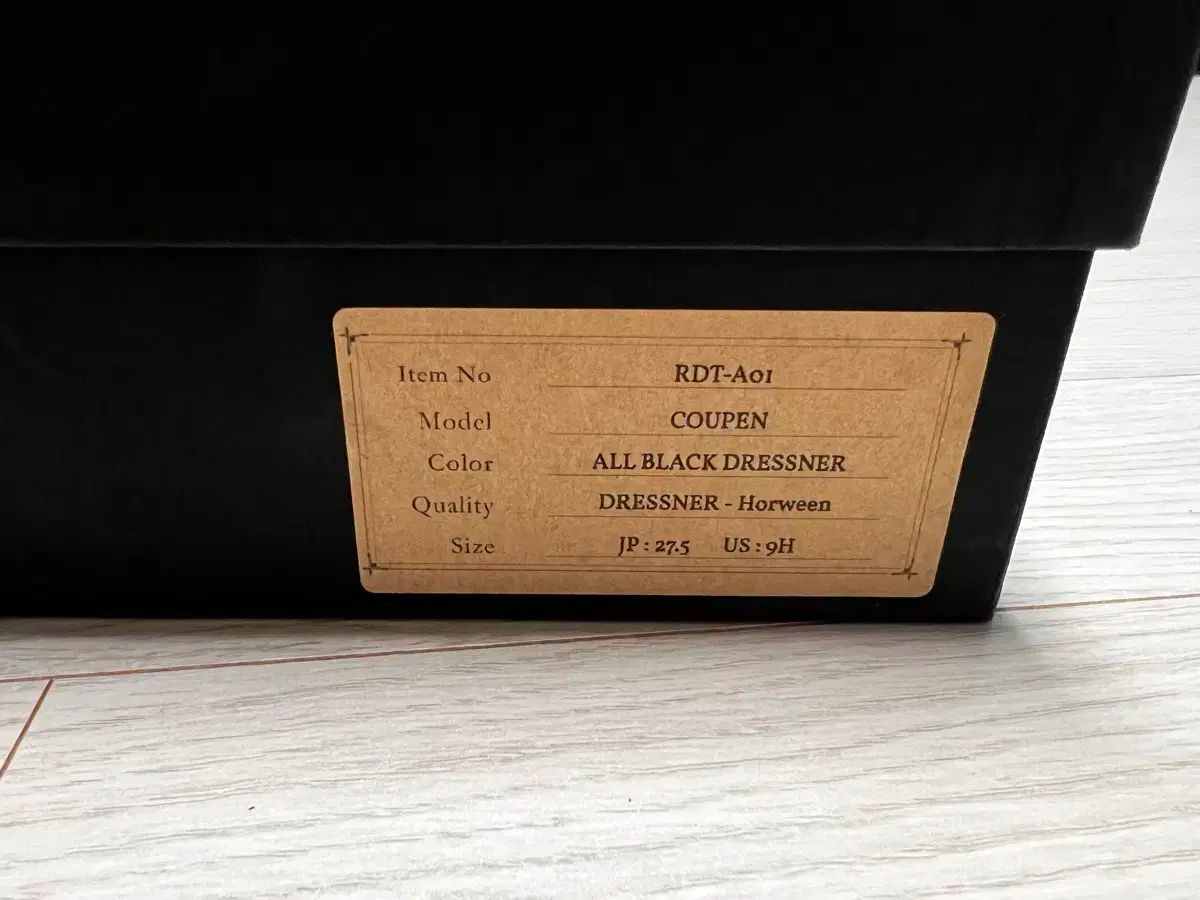 Item No RDT-A01
Model COUPEN
Color ALL BLACK DRESSNER
Quality DRESSNER - Horween
Size JP : 27.5 US : 9H